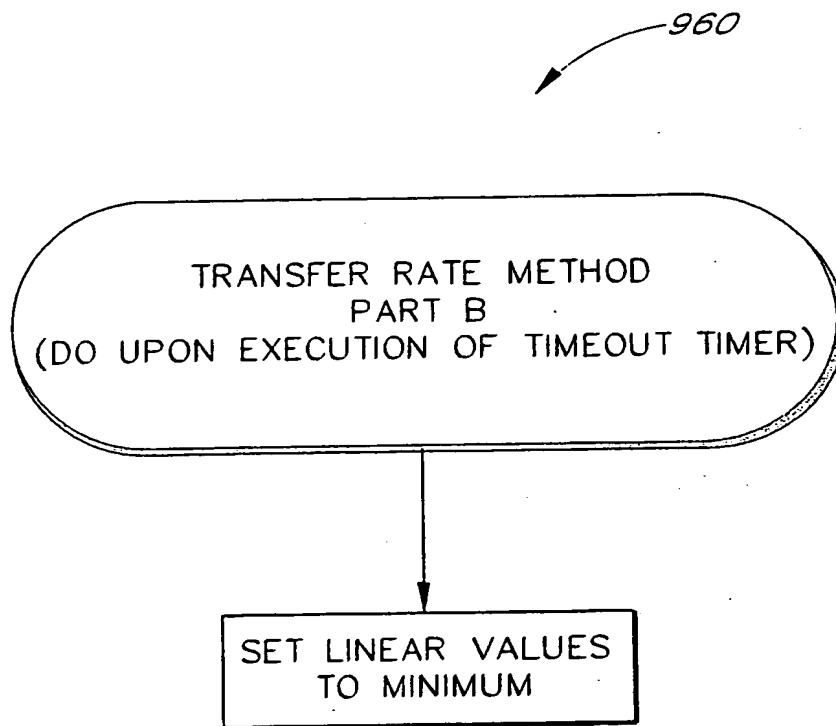 960
TRANSFER RATE METHOD
PART B
(DO UPON EXECUTION OF TIMEOUT TIMER)
SET LINEAR VALUES
TO MINIMUM